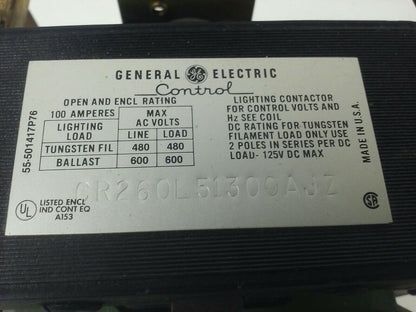 GENERAL GE ELECTRIC
Control
OPEN AND ENCL RATING
100 AMPERES MAX AC VOLTS
LIGHTING LOAD LINE LOAD
TUNGSTEN FIL 480 480
BALLAST 600 600
LIGHTING CONTACTOR
FOR CONTROL VOLTS AND
Hz SEE COIL
DC RATING FOR TUNGSTEN
FILAMENT LOAD ONLY USE
2 POLES IN SERIES PER DC
LOAD- 125V DC MAX
55-501417P76
MADE IN U.S.A.
CR260L51300AJZ
UL LISTED ENCL
IND CONT EQ
A153
SA